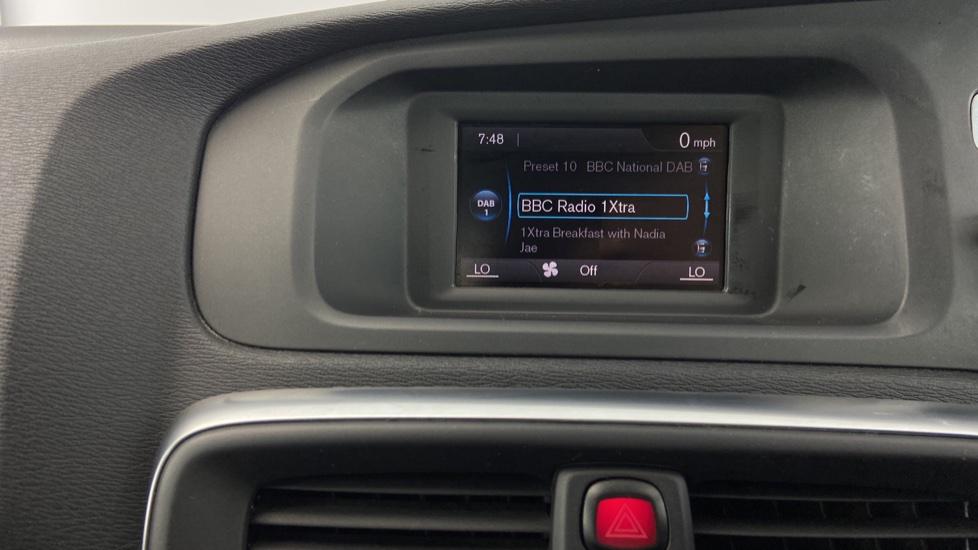 7:48 0 mph
Preset 10 BBC National DAB
DAB
1
BBC Radio 1Xtra
1Xtra Breakfast with Nadia
Jae
LO Off LO